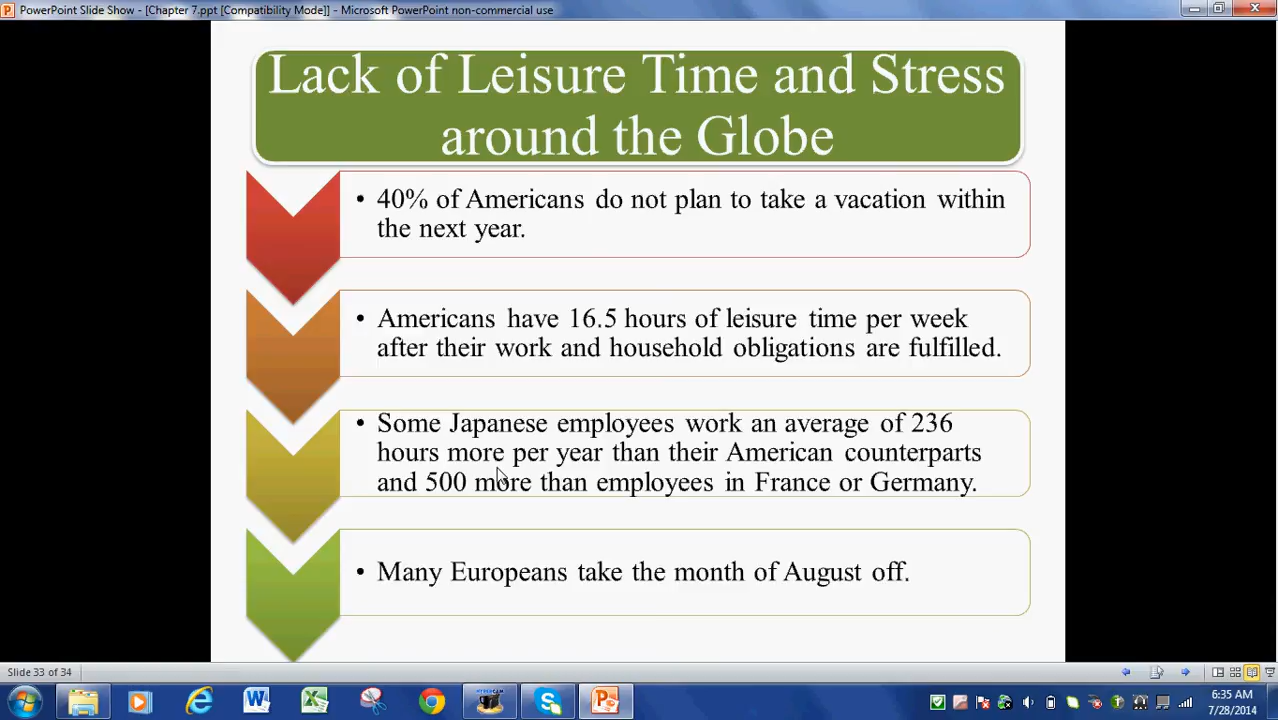 PowerPoint Slide Show - [Chapter 7.ppt [Compatibility Mode]] - Microsoft PowerPoint non-commercial use
Lack of Leisure Time and Stress
around the Globe
• 40% of Americans do not plan to take a vacation within
the next year.
• Americans have 16.5 hours of leisure time per week
after their work and household obligations are fulfilled.
• Some Japanese employees work an average of 236
hours more per year than their American counterparts
and 500 more than employees in France or Germany.
• Many Europeans take the month of August off.
Slide 33 of 34
6:35 AM
7/28/2014